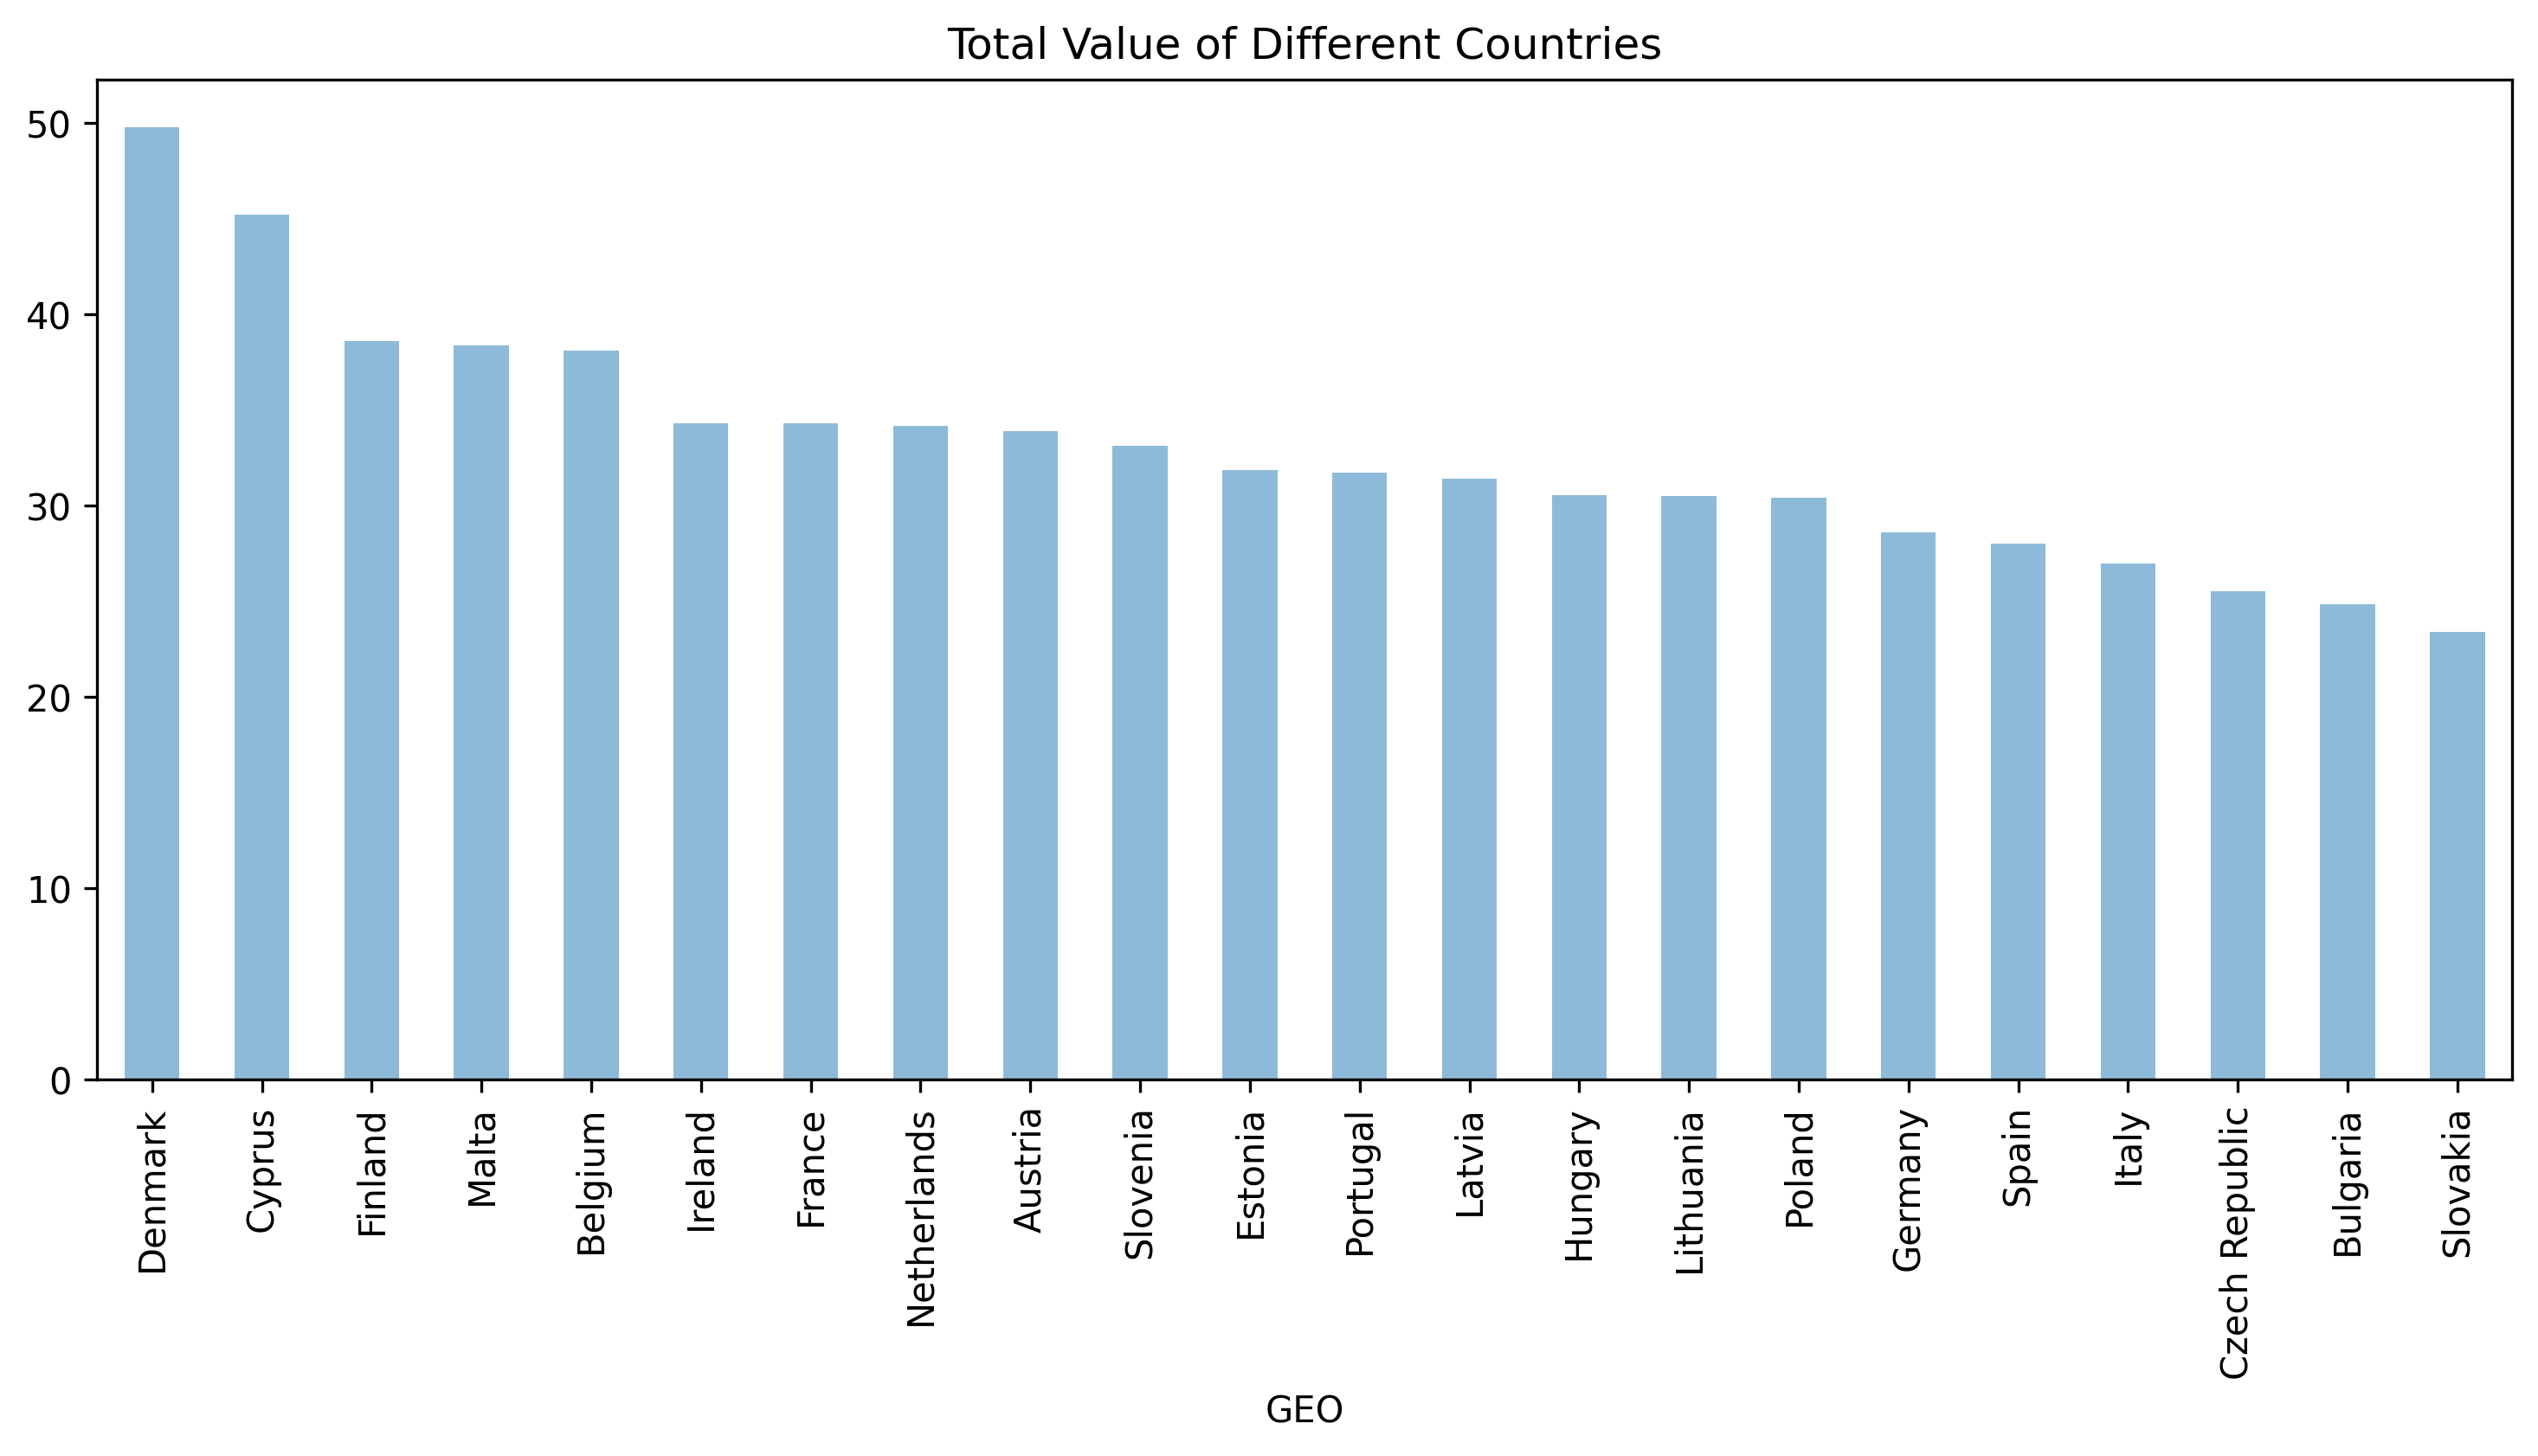 Total Value of Different Countries
50
40
30
20
10
0
Denmark
Cyprus
Finland
Malta
Belgium
Ireland
France
Netherlands
Austria
Slovenia
Estonia
Portugal
Latvia
Hungary
Lithuania
Poland
Germany
Spain
Italy
Czech Republic
Bulgaria
Slovakia
GEO